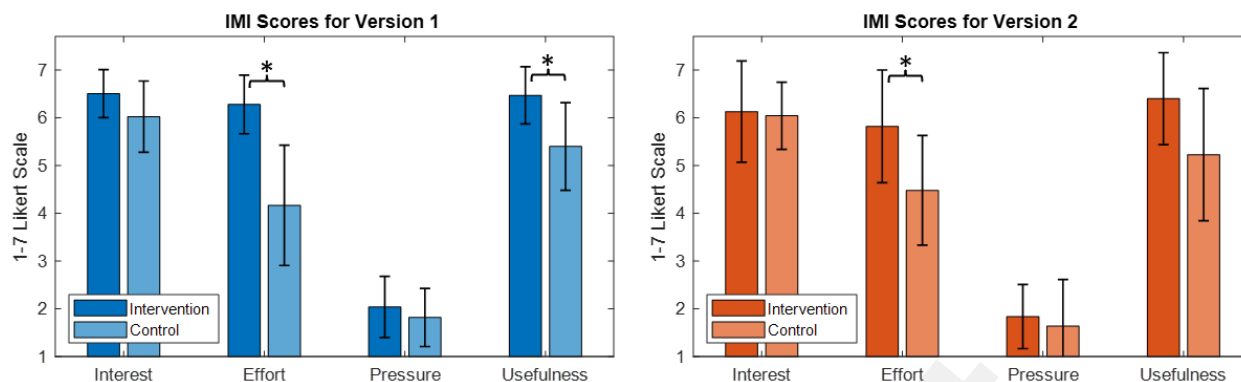 IMI Scores for Version 1
1-7 Likert Scale
7
6
5
4
3
2
1
*
*
Intervention
Control
Interest Effort Pressure Usefulness
IMI Scores for Version 2
1-7 Likert Scale
7
6
5
4
3
2
1
*
Intervention
Control
Interest Effort Pressure Usefulness